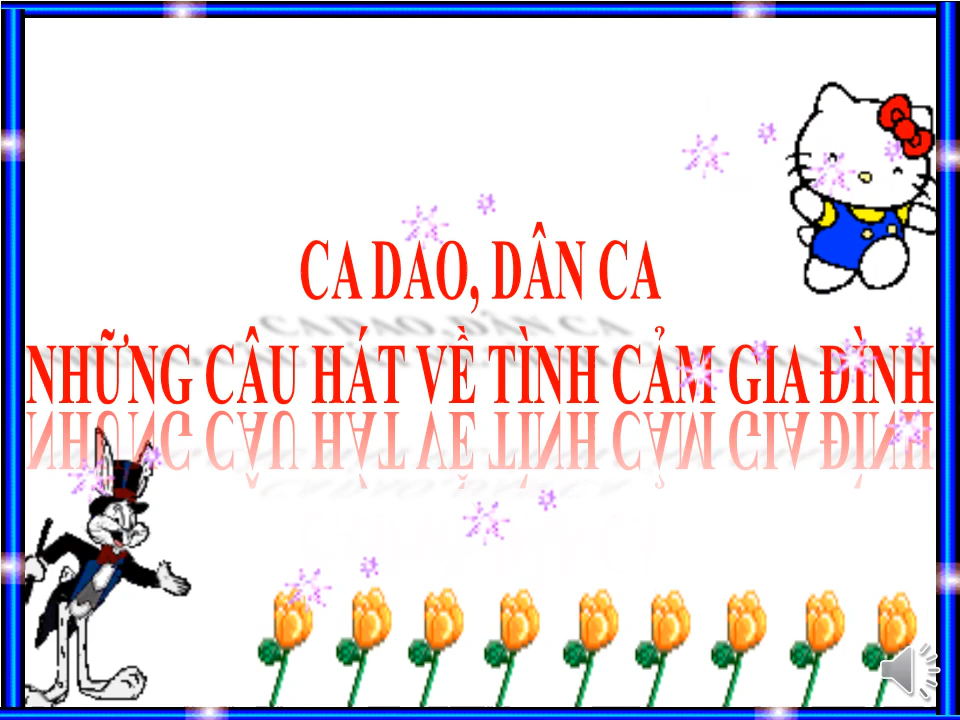 CA DAO, DÂN CA
NHỮNG CÂU HÁT VỀ TÌNH CẢM GIA ĐÌNH